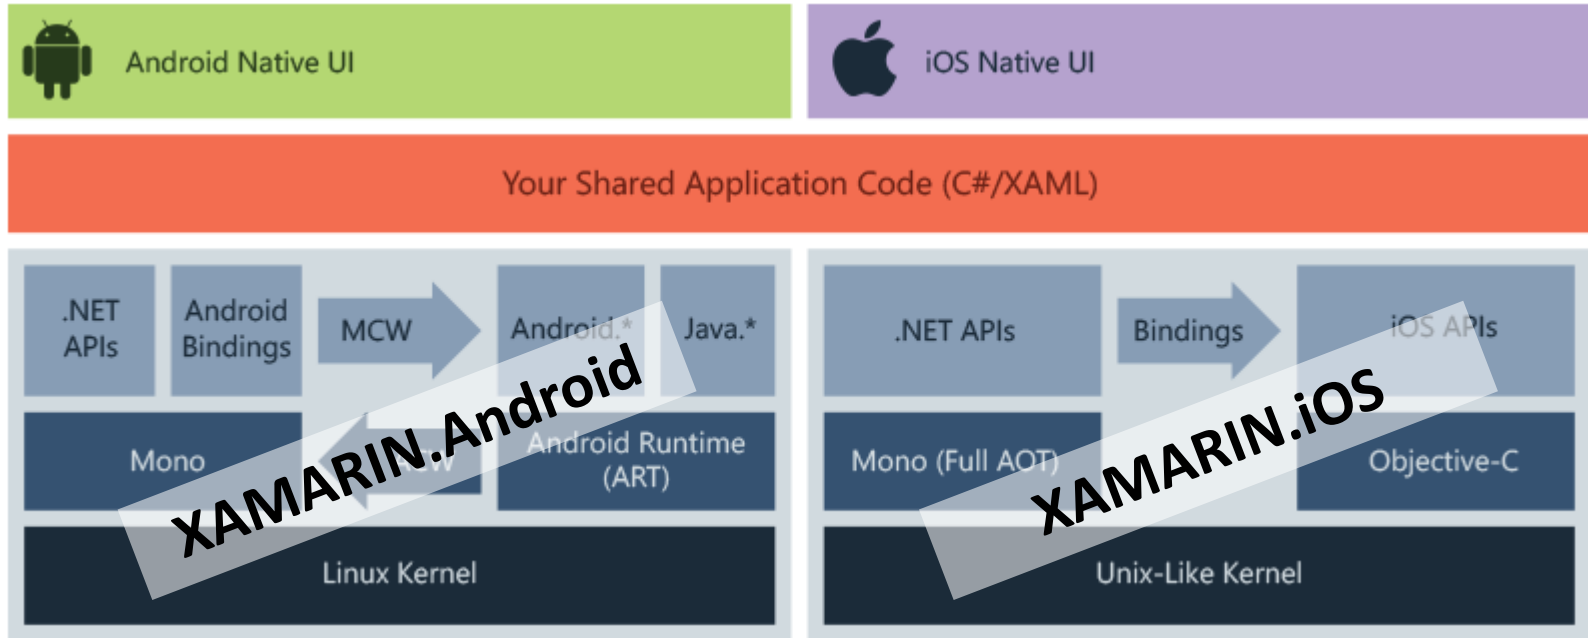 Android Native UI
iOS Native UI
Your Shared Application Code (C#/XAML)
.NET
APIs
Android
Bindings
MCW
Android.*
Java.*
Mono
ACW
Android Runtime
(ART)
Linux Kernel
XAMARIN.Android
.NET APIs
Bindings
iOS APIs
Mono (Full AOT)
Objective-C
Unix-Like Kernel
XAMARIN.iOS